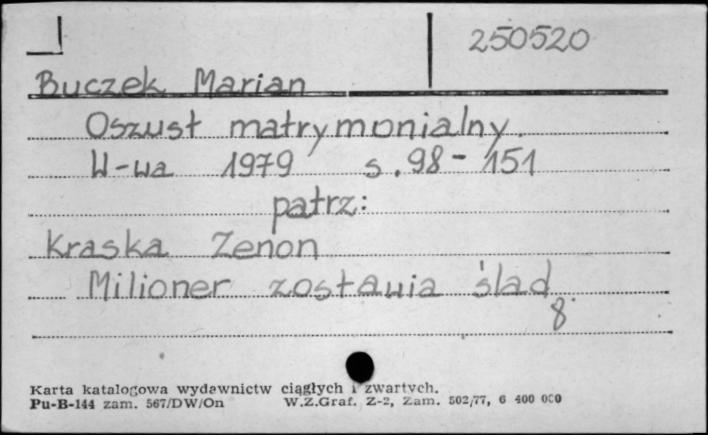 250520
Buczek Marian
Oszust matrymonialny.
W-wa 1979 s. 98-151
patrz:
Kraska Zenon
Milioner zostawia ślad
8°
Karta katalogowa wydawnictw ciągłych i zwartych.
Pu-B-144 zam. 567/DW/On W.Z.Graf. Z-2, Zam. 502/77, 6 400 000